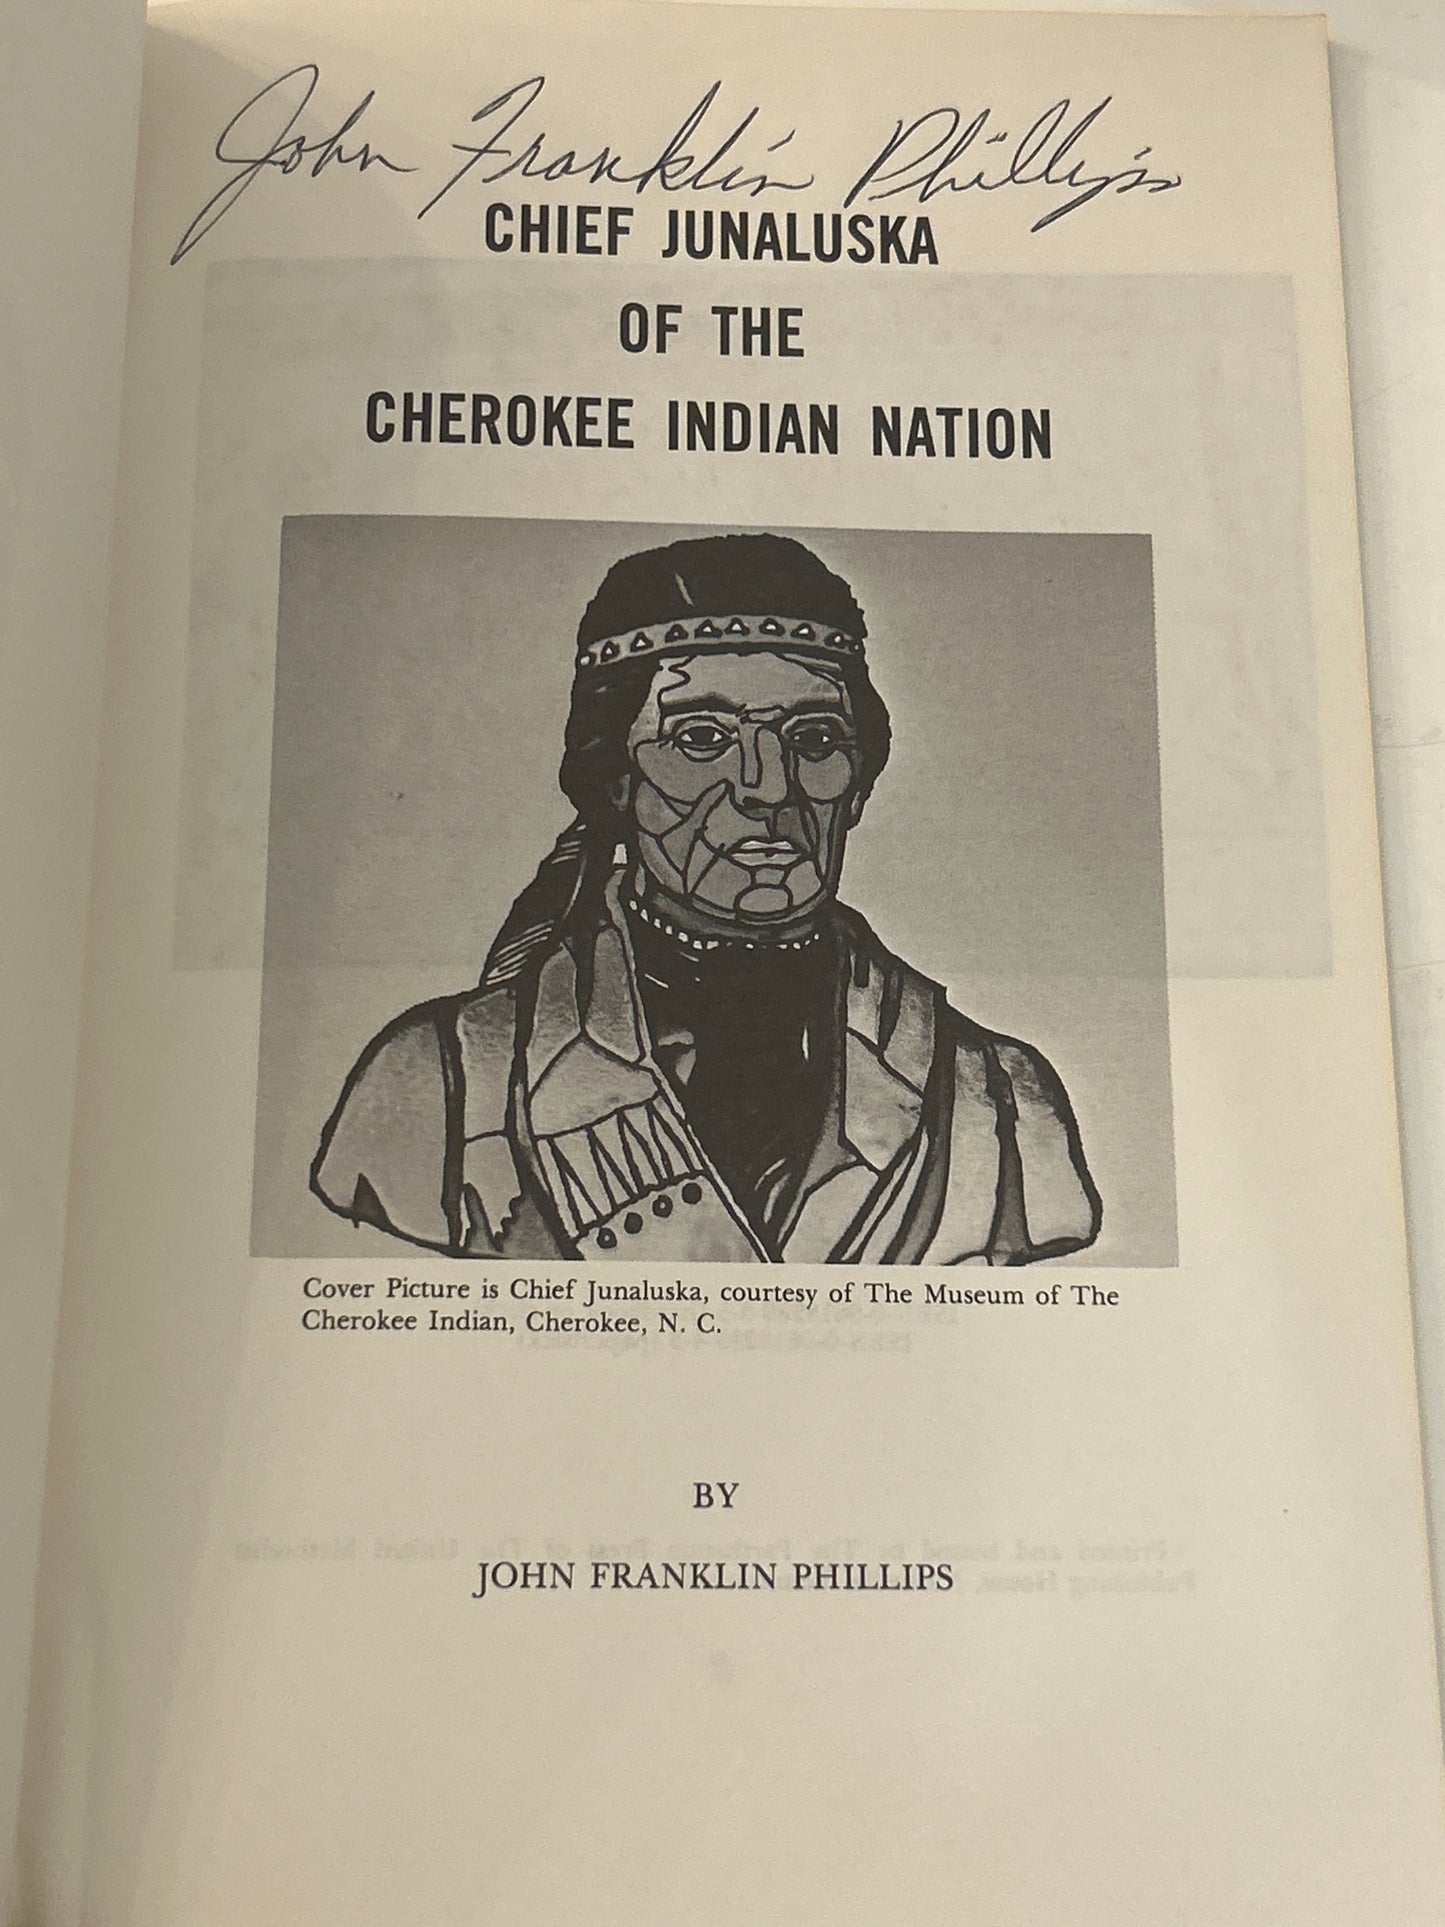 John Franklin Phillips
CHIEF JUNALUSKA
OF THE
CHEROKEE INDIAN NATION
Cover Picture is Chief Junaluska, courtesy of The Museum of The
Cherokee Indian, Cherokee, N. C.
BY
JOHN FRANKLIN PHILLIPS